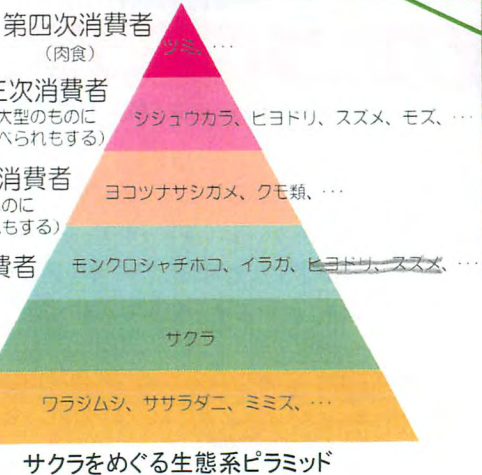 第四次消費者
(肉食)
ツミ、…
三次消費者
大型のものに
べられもする)
シジュウカラ、ヒヨドリ、スズメ、モズ、…
消費者
のに
もする)
ヨコヅナサシガメ、クモ類、…
費者
モンクロシャチホコ、イラガ、ヒヨドリ、スズメ、…
サクラ
ワラジムシ、ササラダニ、ミミズ、…
サクラをめぐる生態系ピラミッド